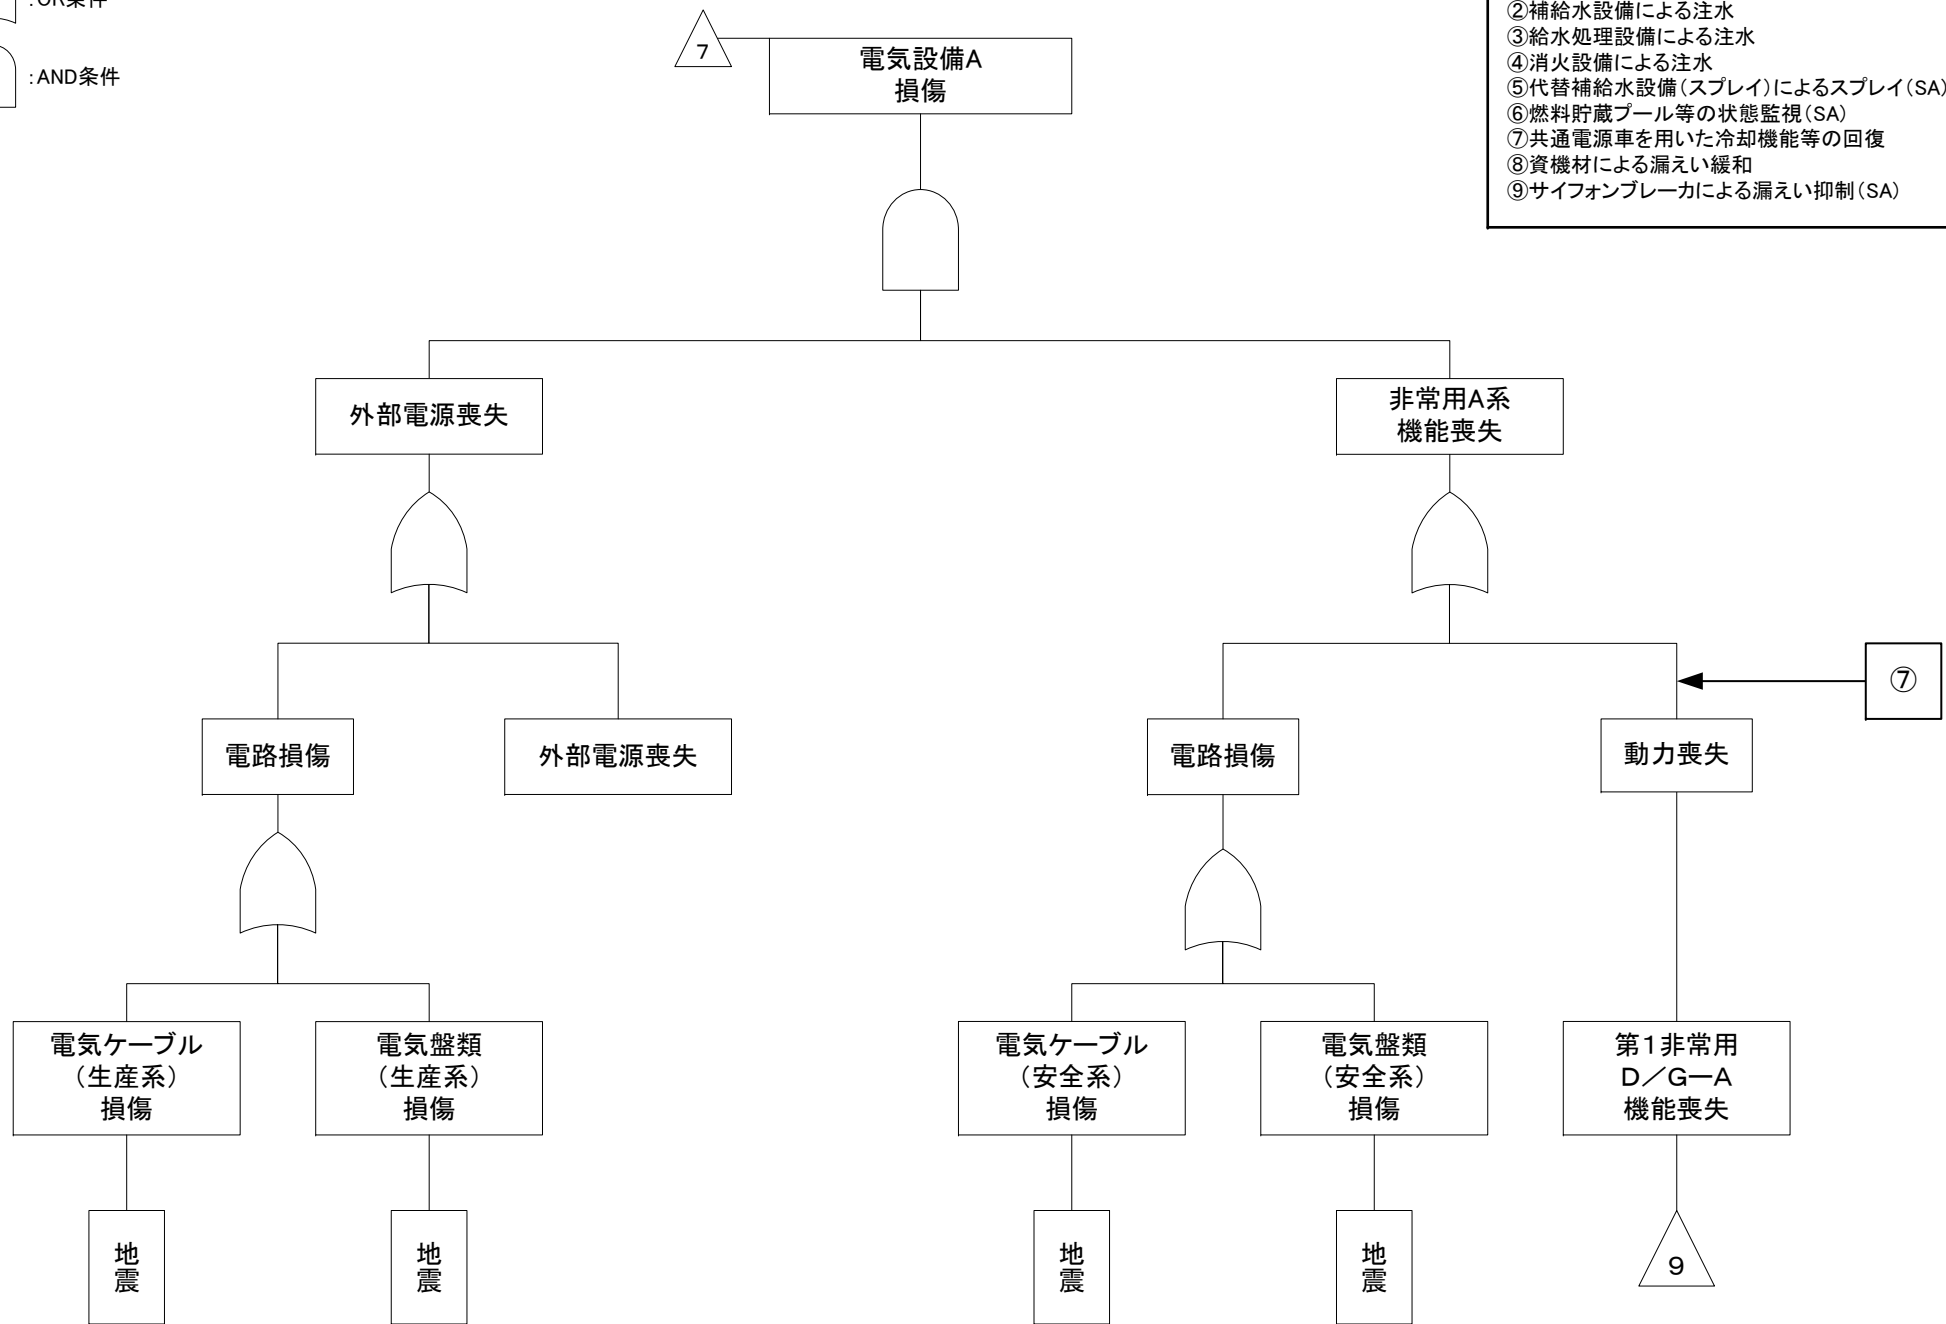 :OR条件
:AND条件
7
電気設備A
損傷
②補給水設備による注水
③給水処理設備による注水
④消火設備による注水
⑤代替補給水設備(スプレイ)によるスプレイ(SA)
⑥燃料貯蔵プール等の状態監視(SA)
⑦共通電源車を用いた冷却機能等の回復
⑧資機材による漏えい緩和
⑨サイフォンブレーカによる漏えい抑制(SA)
外部電源喪失
非常用A系
機能喪失
⑦
電路損傷
外部電源喪失
電路損傷
動力喪失
電気ケーブル
(生産系)
損傷
電気盤類
(生産系)
損傷
電気ケーブル
(安全系)
損傷
電気盤類
(安全系)
損傷
第1非常用
D/GーA
機能喪失
地震
地震
地震
地震
9